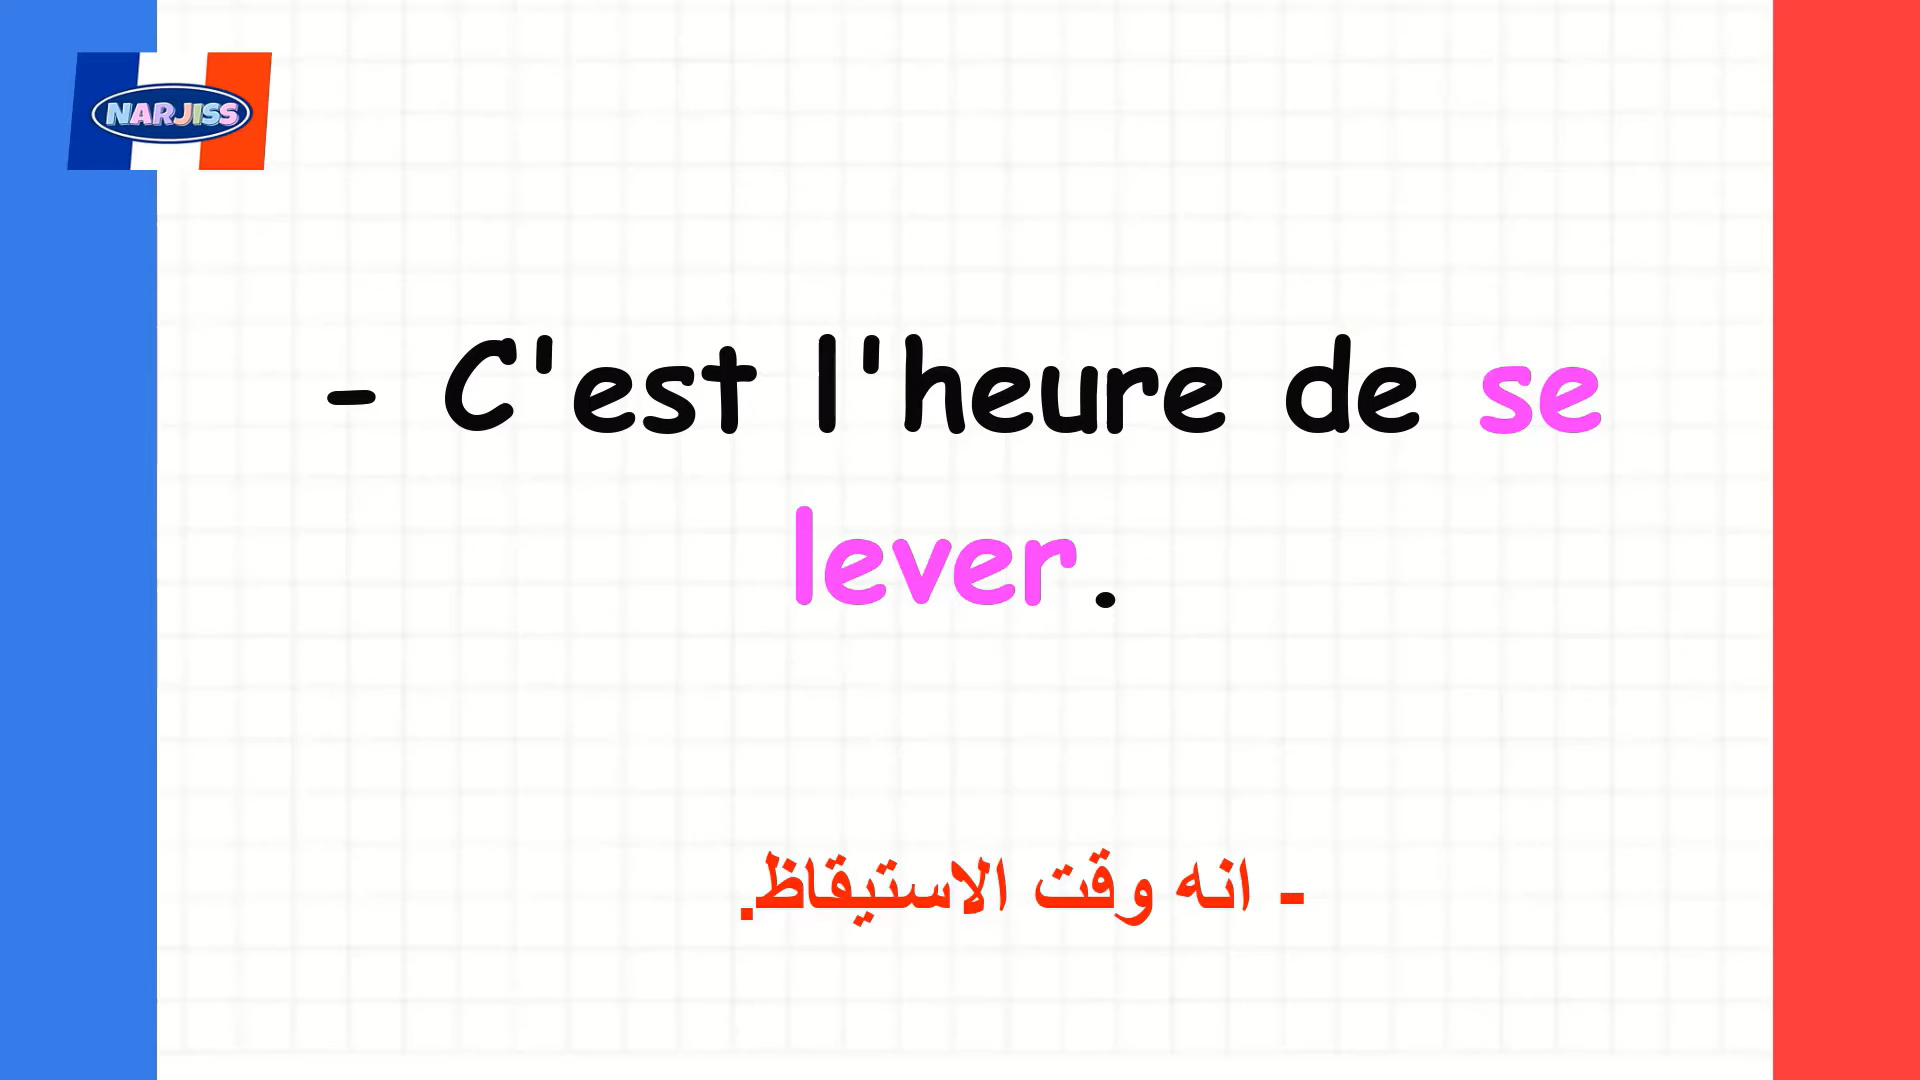 NARJISS
- C'est l'heure de se
lever.
- انه وقت الاستيقاظ.